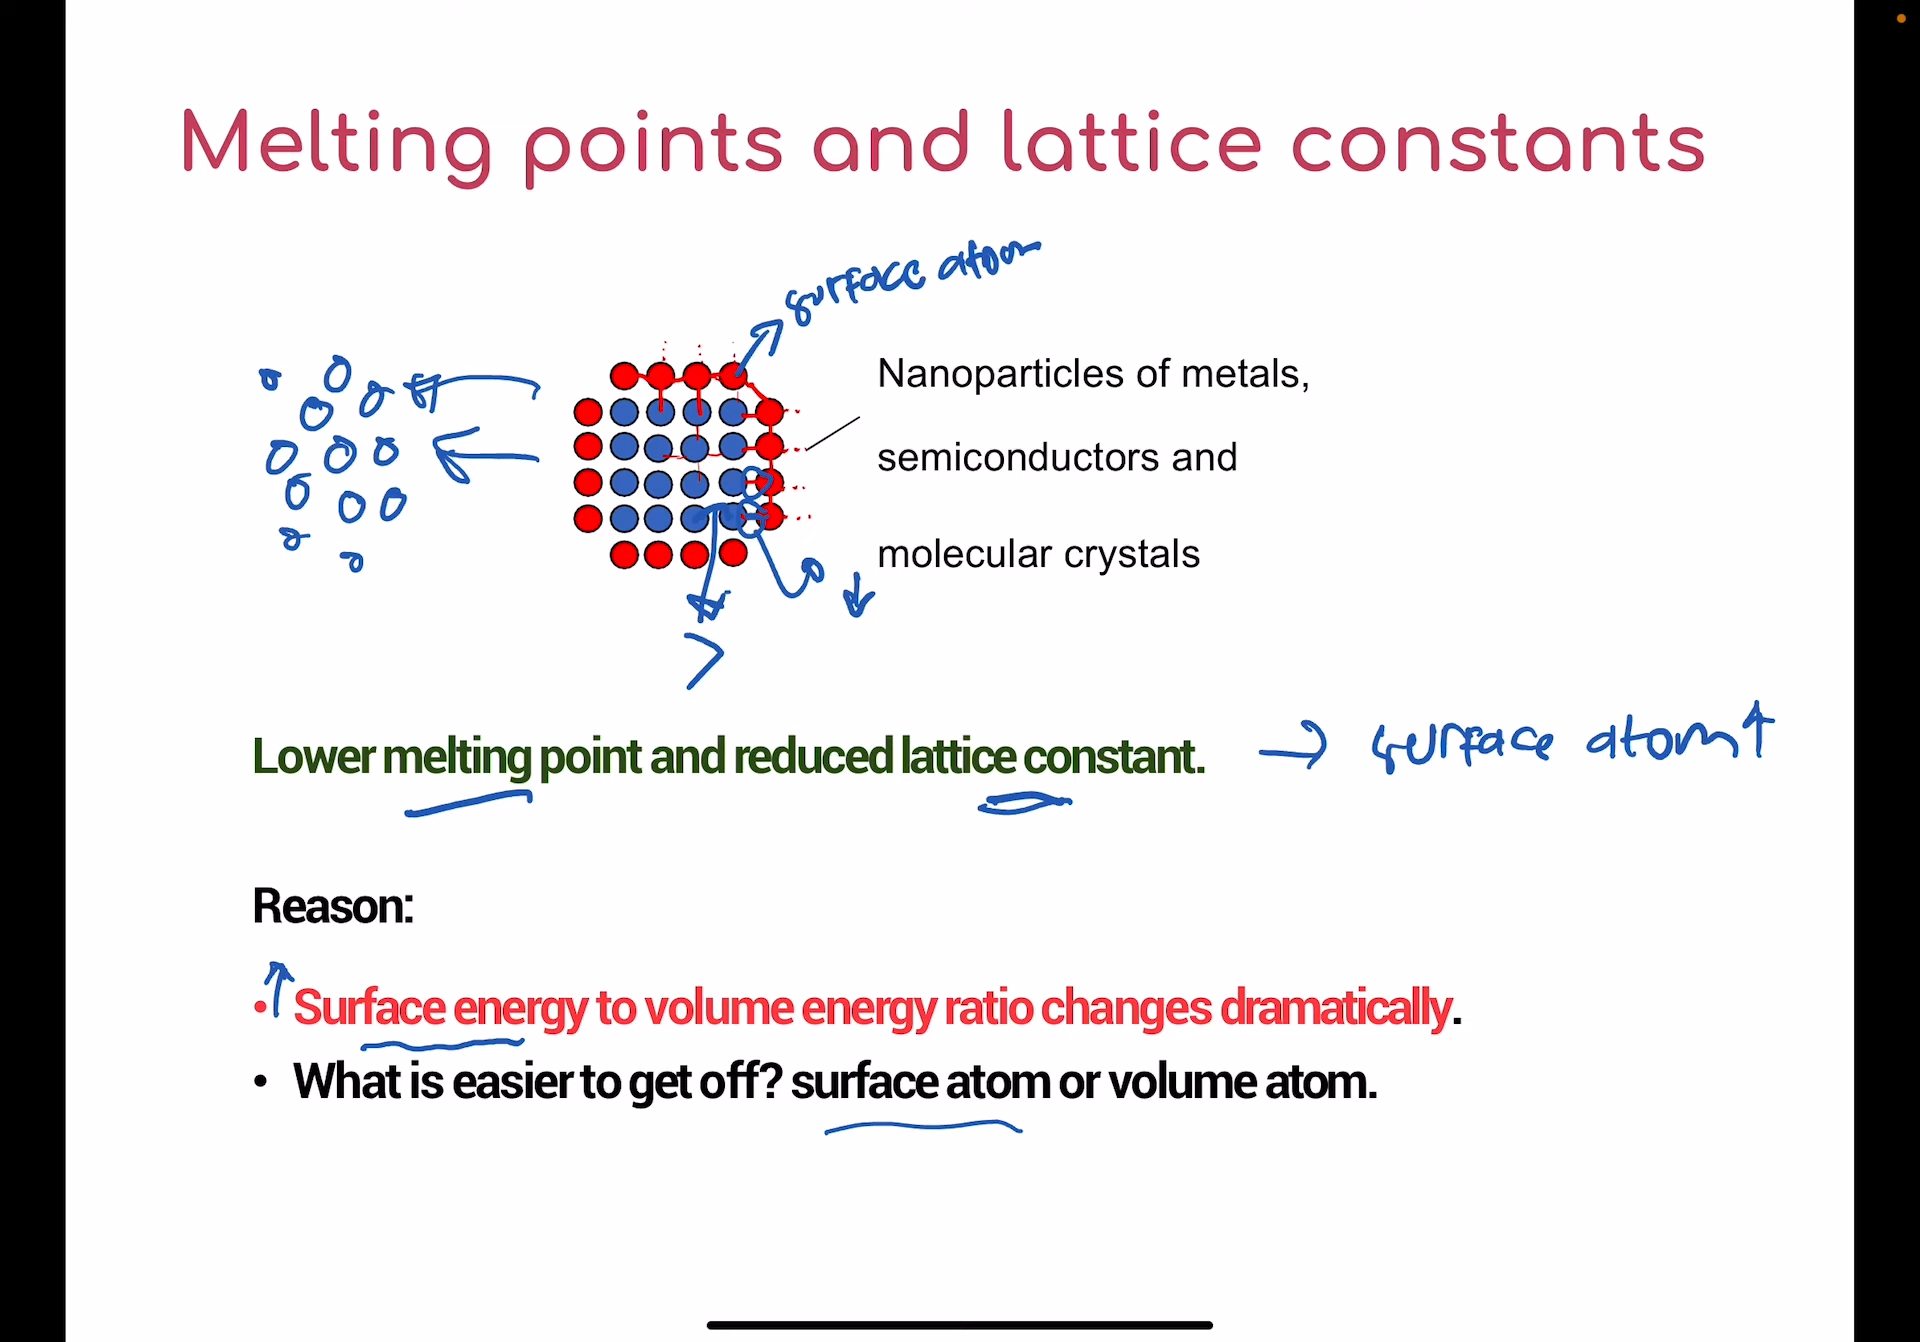 Melting points and lattice constants
surface atom
Nanoparticles of metals,
semiconductors and
molecular crystals
Lower melting point and reduced lattice constant. → surface atom ↑
Reason:
• ↑ Surface energy to volume energy ratio changes dramatically.
• What is easier to get off? surface atom or volume atom.